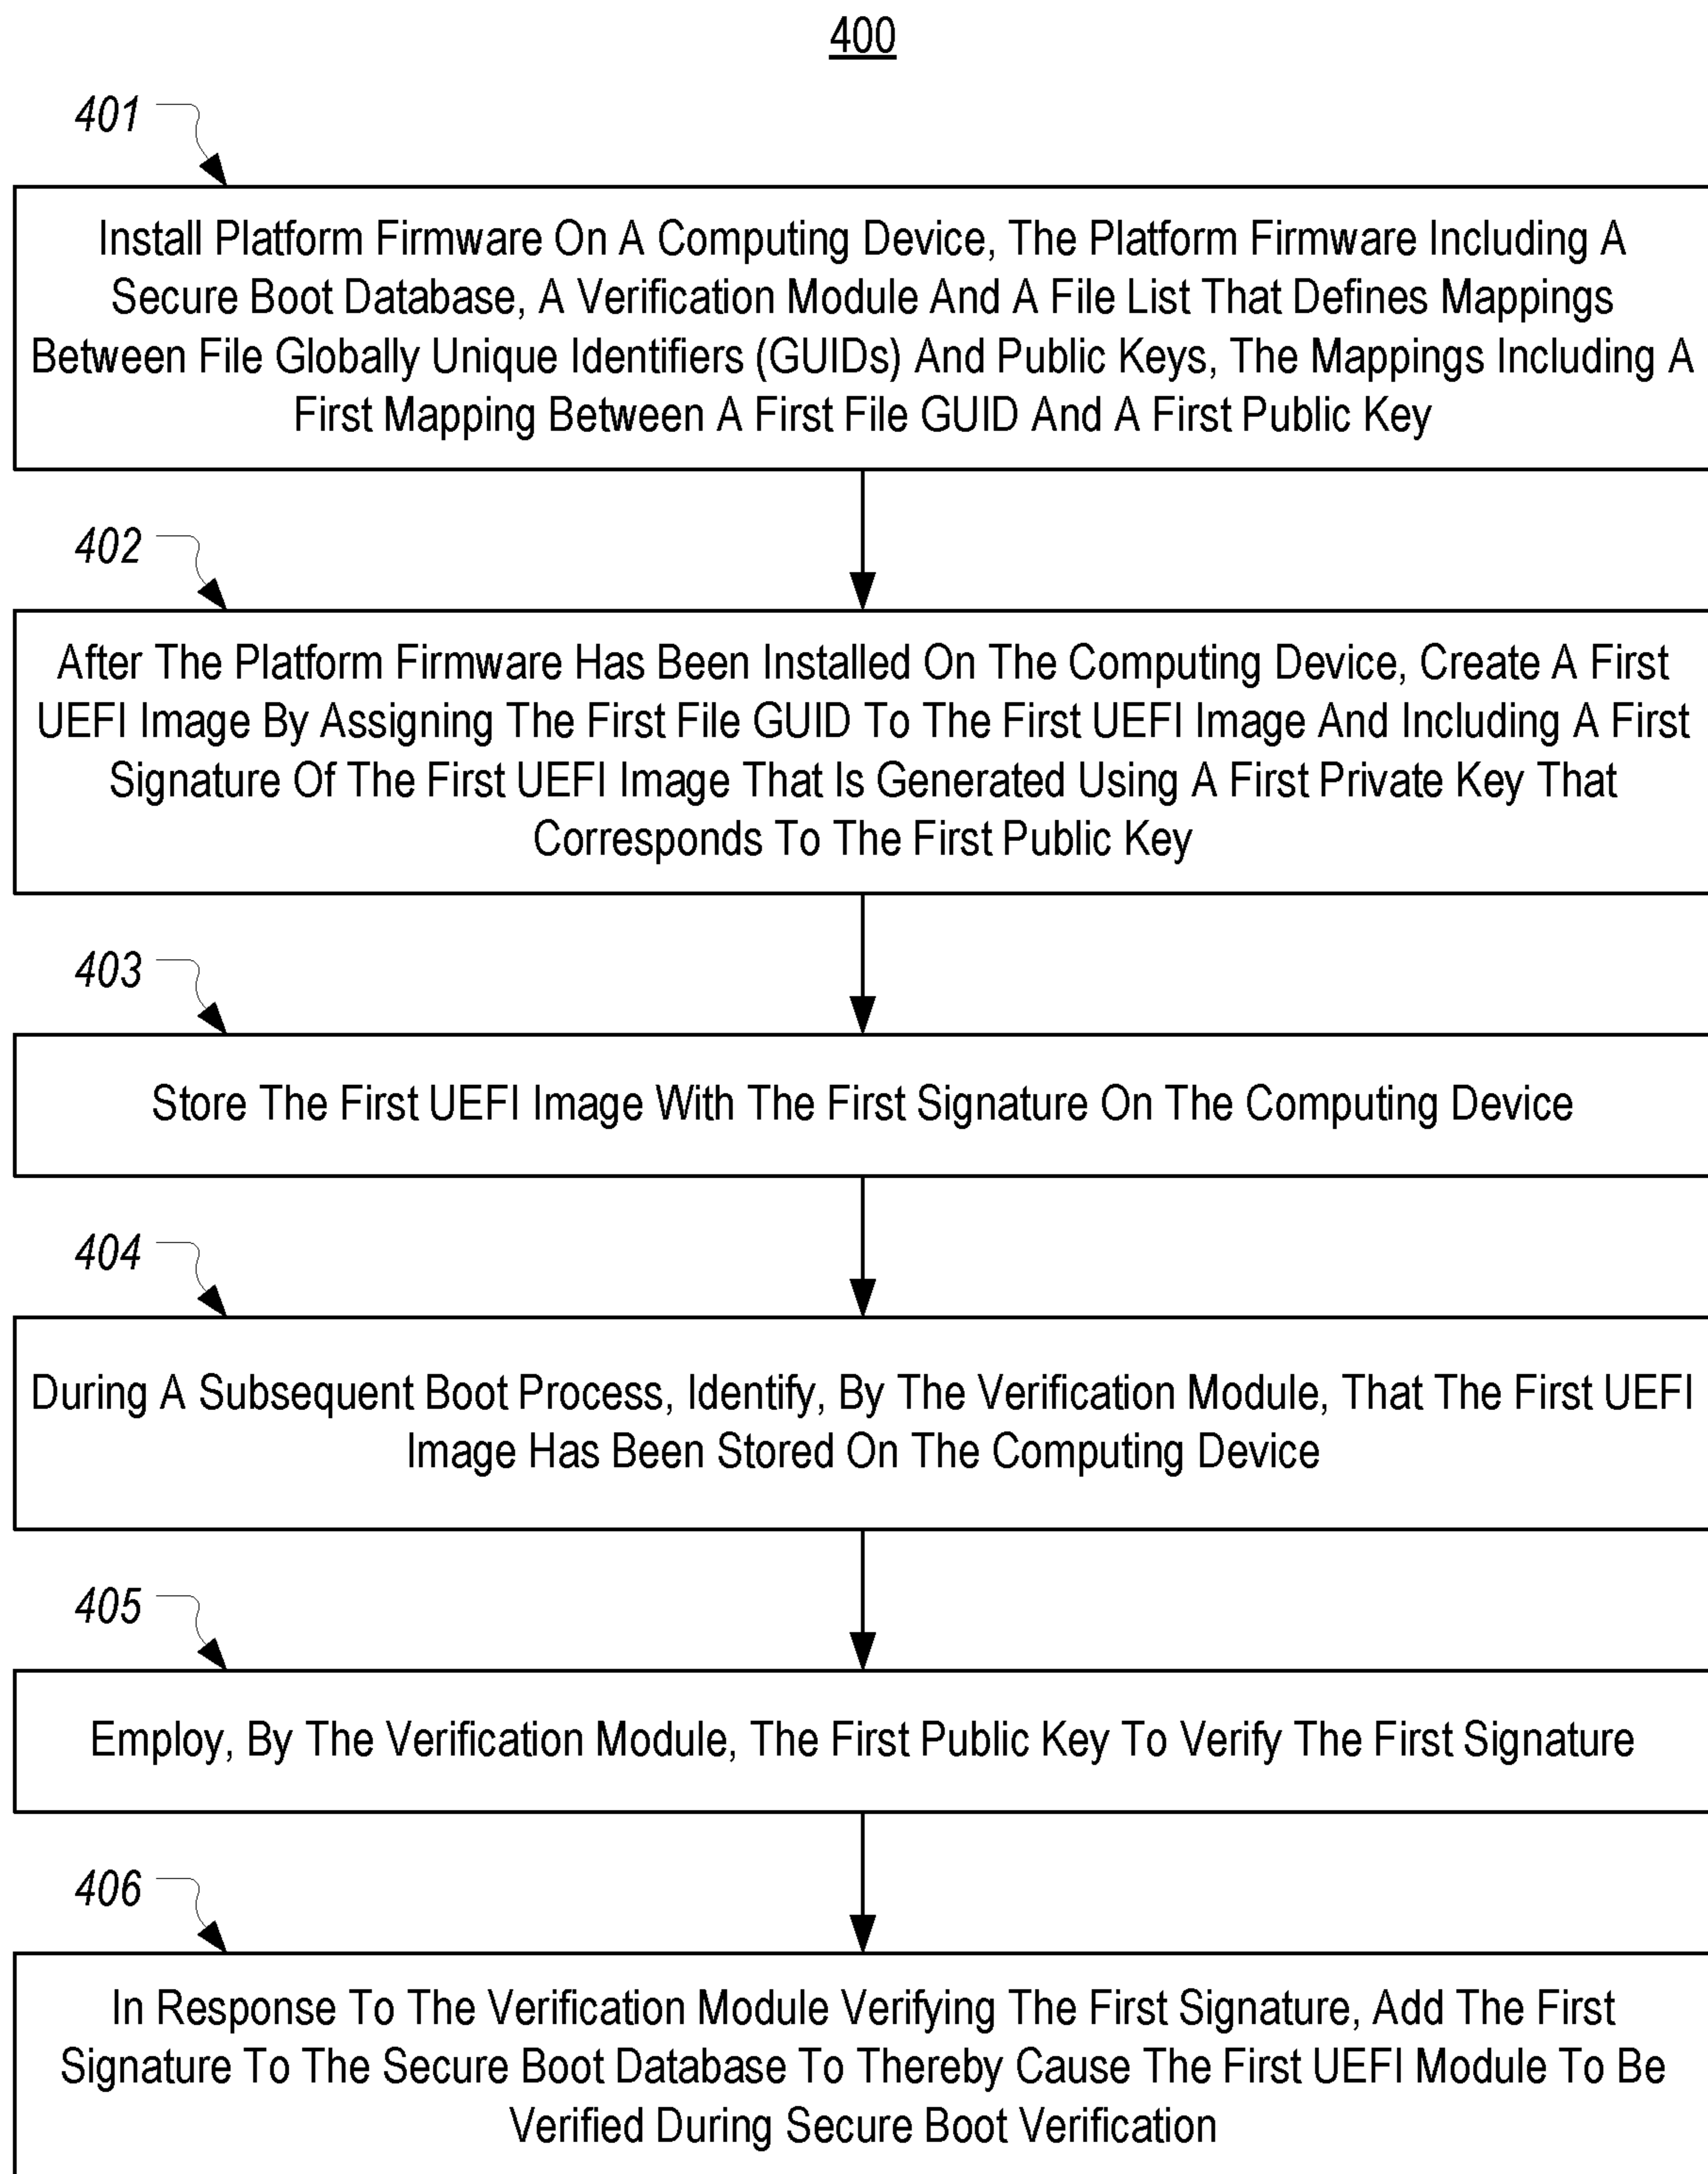 400
401
Install Platform Firmware On A Computing Device, The Platform Firmware Including A
Secure Boot Database, A Verification Module And A File List That Defines Mappings
Between File Globally Unique Identifiers (GUIDs) And Public Keys, The Mappings Including A
First Mapping Between A First File GUID And A First Public Key
402
After The Platform Firmware Has Been Installed On The Computing Device, Create A First
UEFI Image By Assigning The First File GUID To The First UEFI Image And Including A First
Signature Of The First UEFI Image That Is Generated Using A First Private Key That
Corresponds To The First Public Key
403
Store The First UEFI Image With The First Signature On The Computing Device
404
During A Subsequent Boot Process, Identify, By The Verification Module, That The First UEFI
Image Has Been Stored On The Computing Device
405
Employ, By The Verification Module, The First Public Key To Verify The First Signature
406
In Response To The Verification Module Verifying The First Signature, Add The First
Signature To The Secure Boot Database To Thereby Cause The First UEFI Module To Be
Verified During Secure Boot Verification